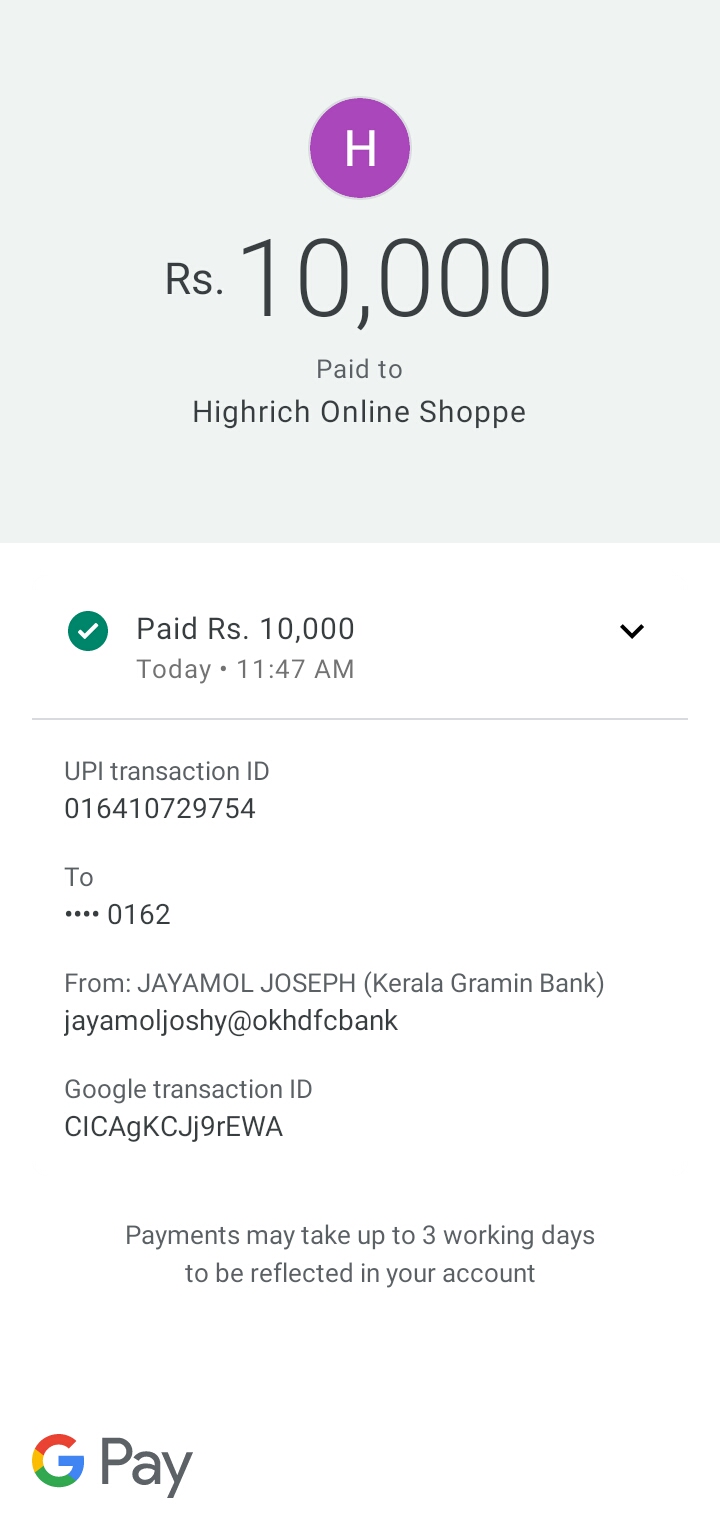 H
Rs. 10,000
Paid to
Highrich Online Shoppe
Paid Rs. 10,000
Today • 11:47 AM
UPI transaction ID
016410729754
To
•••• 0162
From: JAYAMOL JOSEPH (Kerala Gramin Bank)
jayamoljoshy@okhdfcbank
Google transaction ID
CICAgKCJj9rEWA
Payments may take up to 3 working days
to be reflected in your account
G Pay